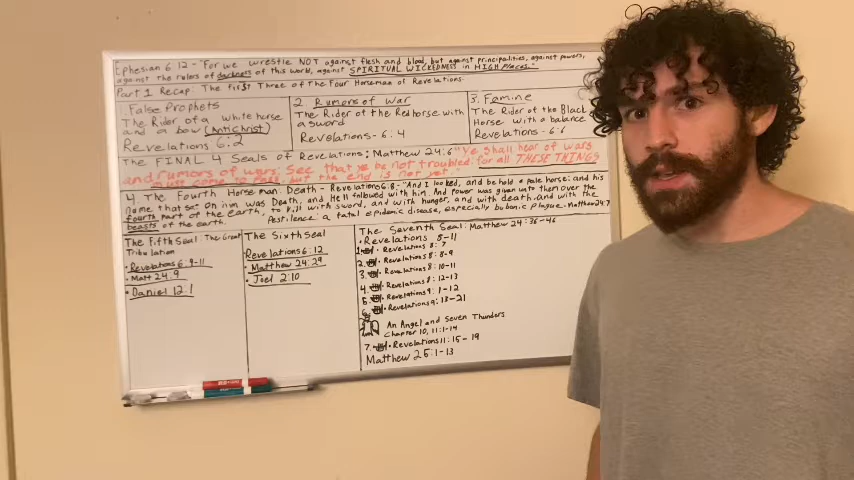 Ephesian 6:12 - "For we wrestle NOT against flesh and blood, but against principalities, against powers,
against the rulers of darkness of this world, against SPIRITUAL WICKEDNESS in HIGH Places."
Part 1 Recap: The first Three of The Four Horseman of Revelations.
1. False Prophets
The Rider of a white horse
and a bow (Antichrist)
Revelations 6:2
2. Rumors of War
The Rider of the Red horse with
a sword
Revelations - 6:4
3. Famine
The Rider of the Black
Horse with a balance
Revelations - 6:6
The FINAL 4 Seals of Revelations: Matthew 24:6 "Ye shall hear of wars
and rumors of wars: see that ye be not troubled: for all THESE THINGS
must come to pass, but the end is not yet."
4. The Fourth Horseman: Death - Revelations 6:8 - "And I looked, and behold a pale horse: and his
name that sat on him was Death, and Hell followed with him. And power was given unto them over the
fourth part of the earth, to kill with sword, and with hunger, and with death, and with the
beasts of the earth. Pestilence: a fatal epidemic disease, especially bubonic plague - Matthew 24:7
The Fifth Seal The Great
Tribulation
• Revelations 6:9-11
• Matt 24:9
• Daniel 12:1
The Sixth Seal
Revelations 6:12
• Matthew 24:29
• Joel 2:10
The Seventh Seal: Matthew 24:36-46
• Revelations 8-11
1. • Revelations 8:7
2. • Revelations 8:8-9
3. • Revelations 8:10-11
4. • Revelations 8:12-13
5. • Revelations 9:1-12
6. • Revelations 9:13-21
An Angel and Seven Thunders
Chapter 10, 11:1-14
7. • Revelations 11:15-19
Matthew 25:1-13